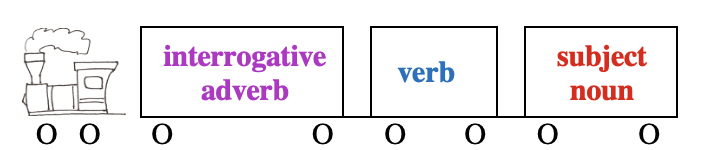 interrogative
adverb
verb
subject
noun
O O O O O O O O